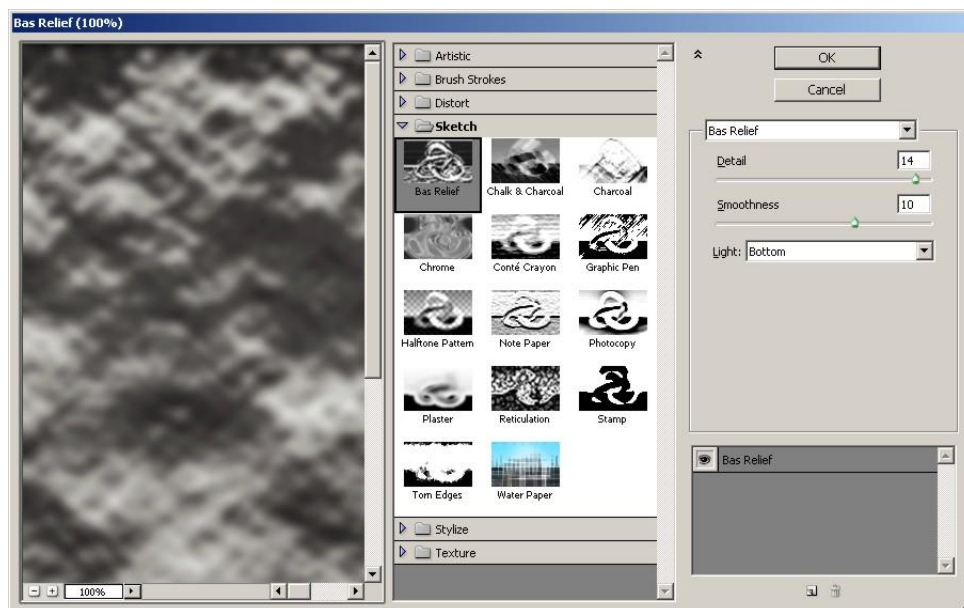 Bas Relief (100%)
Artistic
Brush Strokes
Distort
Sketch
Bas Relief
Chalk & Charcoal
Charcoal
Chrome
Conté Crayon
Graphic Pen
Halftone Pattern
Note Paper
Photocopy
Plaster
Reticulation
Stamp
Torn Edges
Water Paper
Stylize
Texture
100%
OK
Cancel
Bas Relief
Detail
14
Smoothness
10
Light: Bottom
Bas Relief